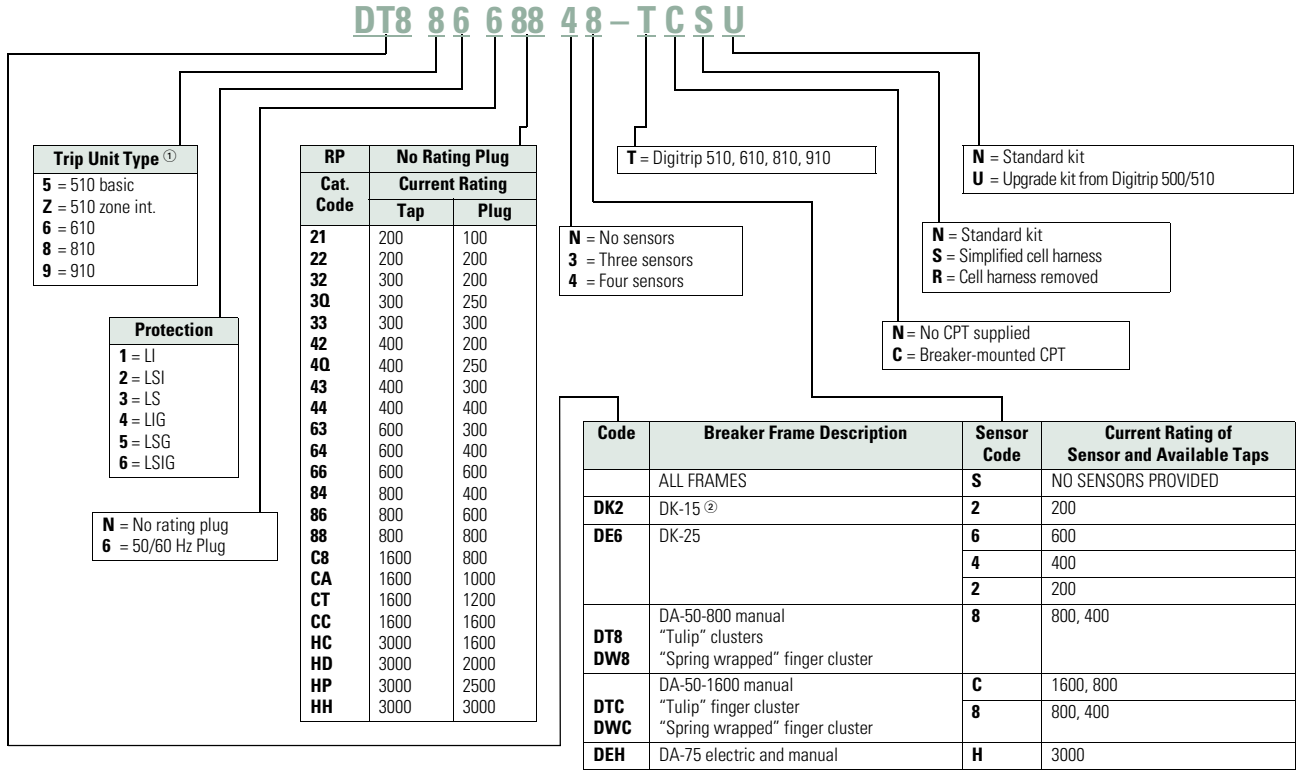 DT8 8 6 6 88 4 8 – T C S U
Trip Unit Type ①
5 = 510 basic
Z = 510 zone int.
6 = 610
8 = 810
9 = 910
Protection
1 = LI
2 = LSI
3 = LS
4 = LIG
5 = LSG
6 = LSIG
N = No rating plug
6 = 50/60 Hz Plug
RP No Rating Plug
Cat. Code Current Rating
Tap Plug
21 200 100
22 200 200
32 300 200
3Q 300 250
33 300 300
42 400 200
4Q 400 250
43 400 300
44 400 400
63 600 300
64 600 400
66 600 600
84 800 400
86 800 600
88 800 800
C8 1600 800
CA 1600 1000
CT 1600 1200
CC 1600 1600
HC 3000 1600
HD 3000 2000
HP 3000 2500
HH 3000 3000
N = No sensors
3 = Three sensors
4 = Four sensors
T = Digitrip 510, 610, 810, 910
N = Standard kit
U = Upgrade kit from Digitrip 500/510
N = Standard kit
S = Simplified cell harness
R = Cell harness removed
N = No CPT supplied
C = Breaker-mounted CPT
Code Breaker Frame Description Sensor Code Current Rating of Sensor and Available Taps
ALL FRAMES S NO SENSORS PROVIDED
DK2 DK-15 ② 2 200
DE6 DK-25 6 600
4 400
2 200
DA-50-800 manual 8 800, 400
DT8 “Tulip” clusters
DW8 “Spring wrapped” finger cluster
DA-50-1600 manual C 1600, 800
DTC “Tulip” finger cluster 8 800, 400
DWC “Spring wrapped” finger cluster
DEH DA-75 electric and manual H 3000